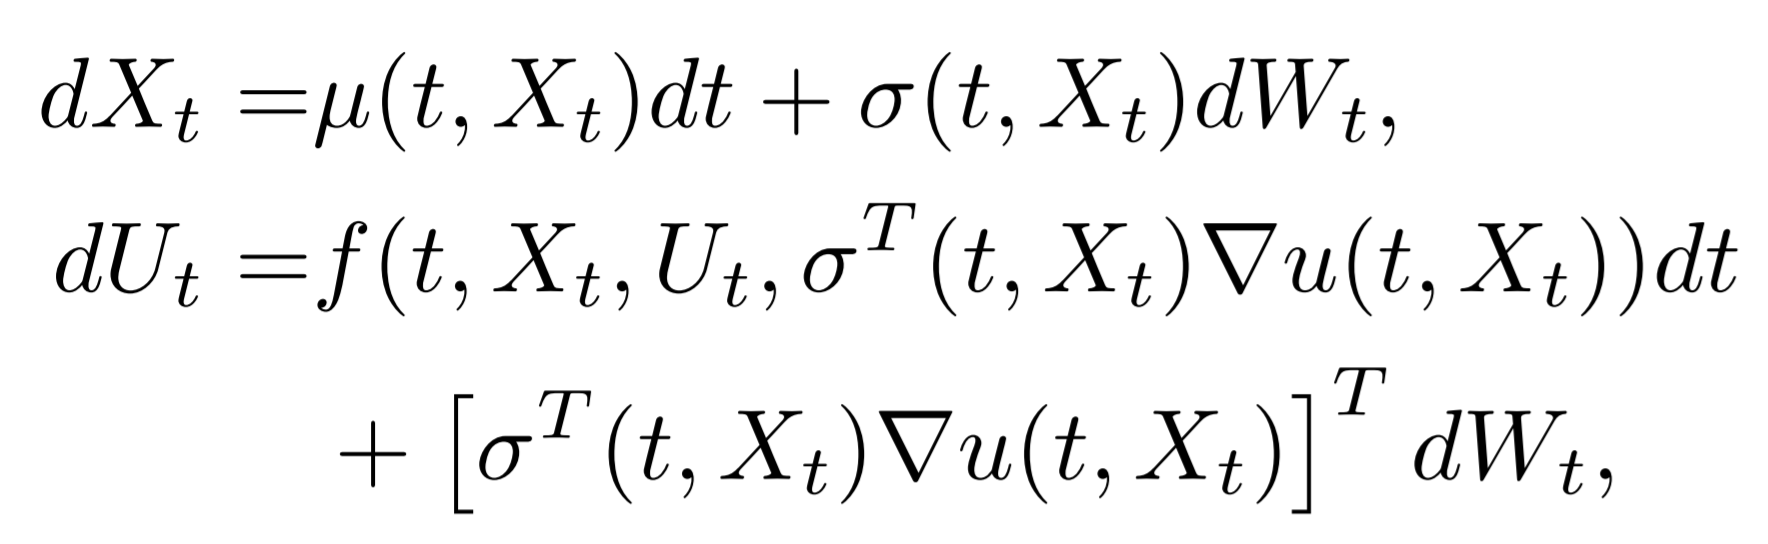 dX_t = μ(t, X_t)dt + σ(t, X_t)dW_t,
dU_t = f(t, X_t, U_t, σ^T(t, X_t)∇u(t, X_t))dt
+ [σ^T(t, X_t)∇u(t, X_t)]^T dW_t,